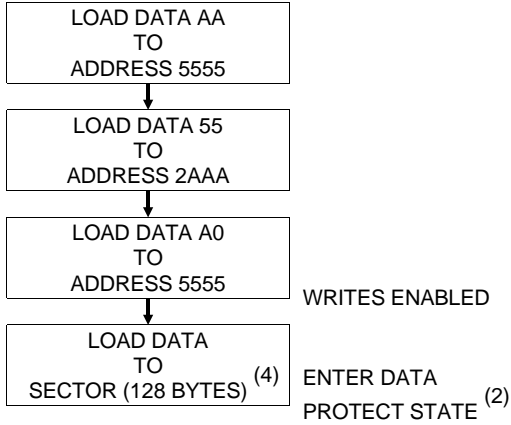 LOAD DATA AA
TO
ADDRESS 5555
LOAD DATA 55
TO
ADDRESS 2AAA
LOAD DATA A0
TO
ADDRESS 5555
WRITES ENABLED
LOAD DATA
TO
SECTOR (128 BYTES) (4)
ENTER DATA
PROTECT STATE (2)